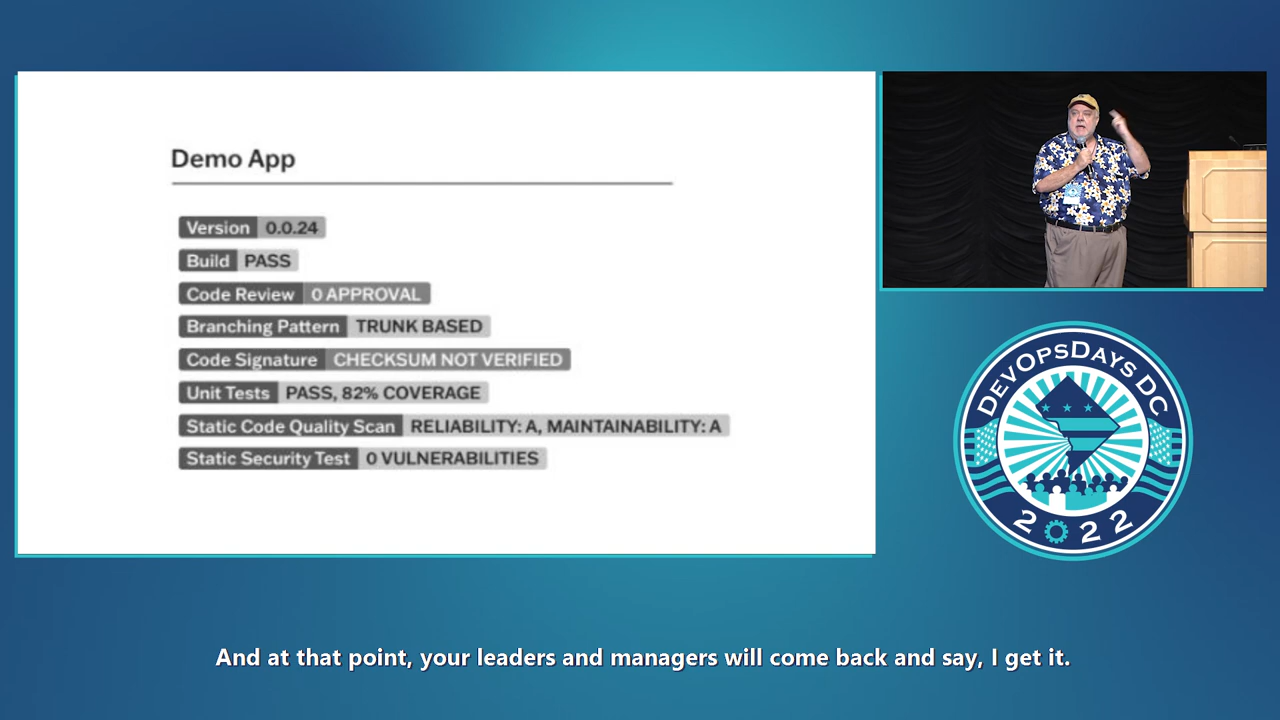 Demo App
Version 0.0.24
Build PASS
Code Review 0 APPROVAL
Branching Pattern TRUNK BASED
Code Signature CHECKSUM NOT VERIFIED
Unit Tests PASS, 82% COVERAGE
Static Code Quality Scan RELIABILITY: A, MAINTAINABILITY: A
Static Security Test 0 VULNERABILITIES
DEVOPSDAYS DC
2022
And at that point, your leaders and managers will come back and say, I get it.